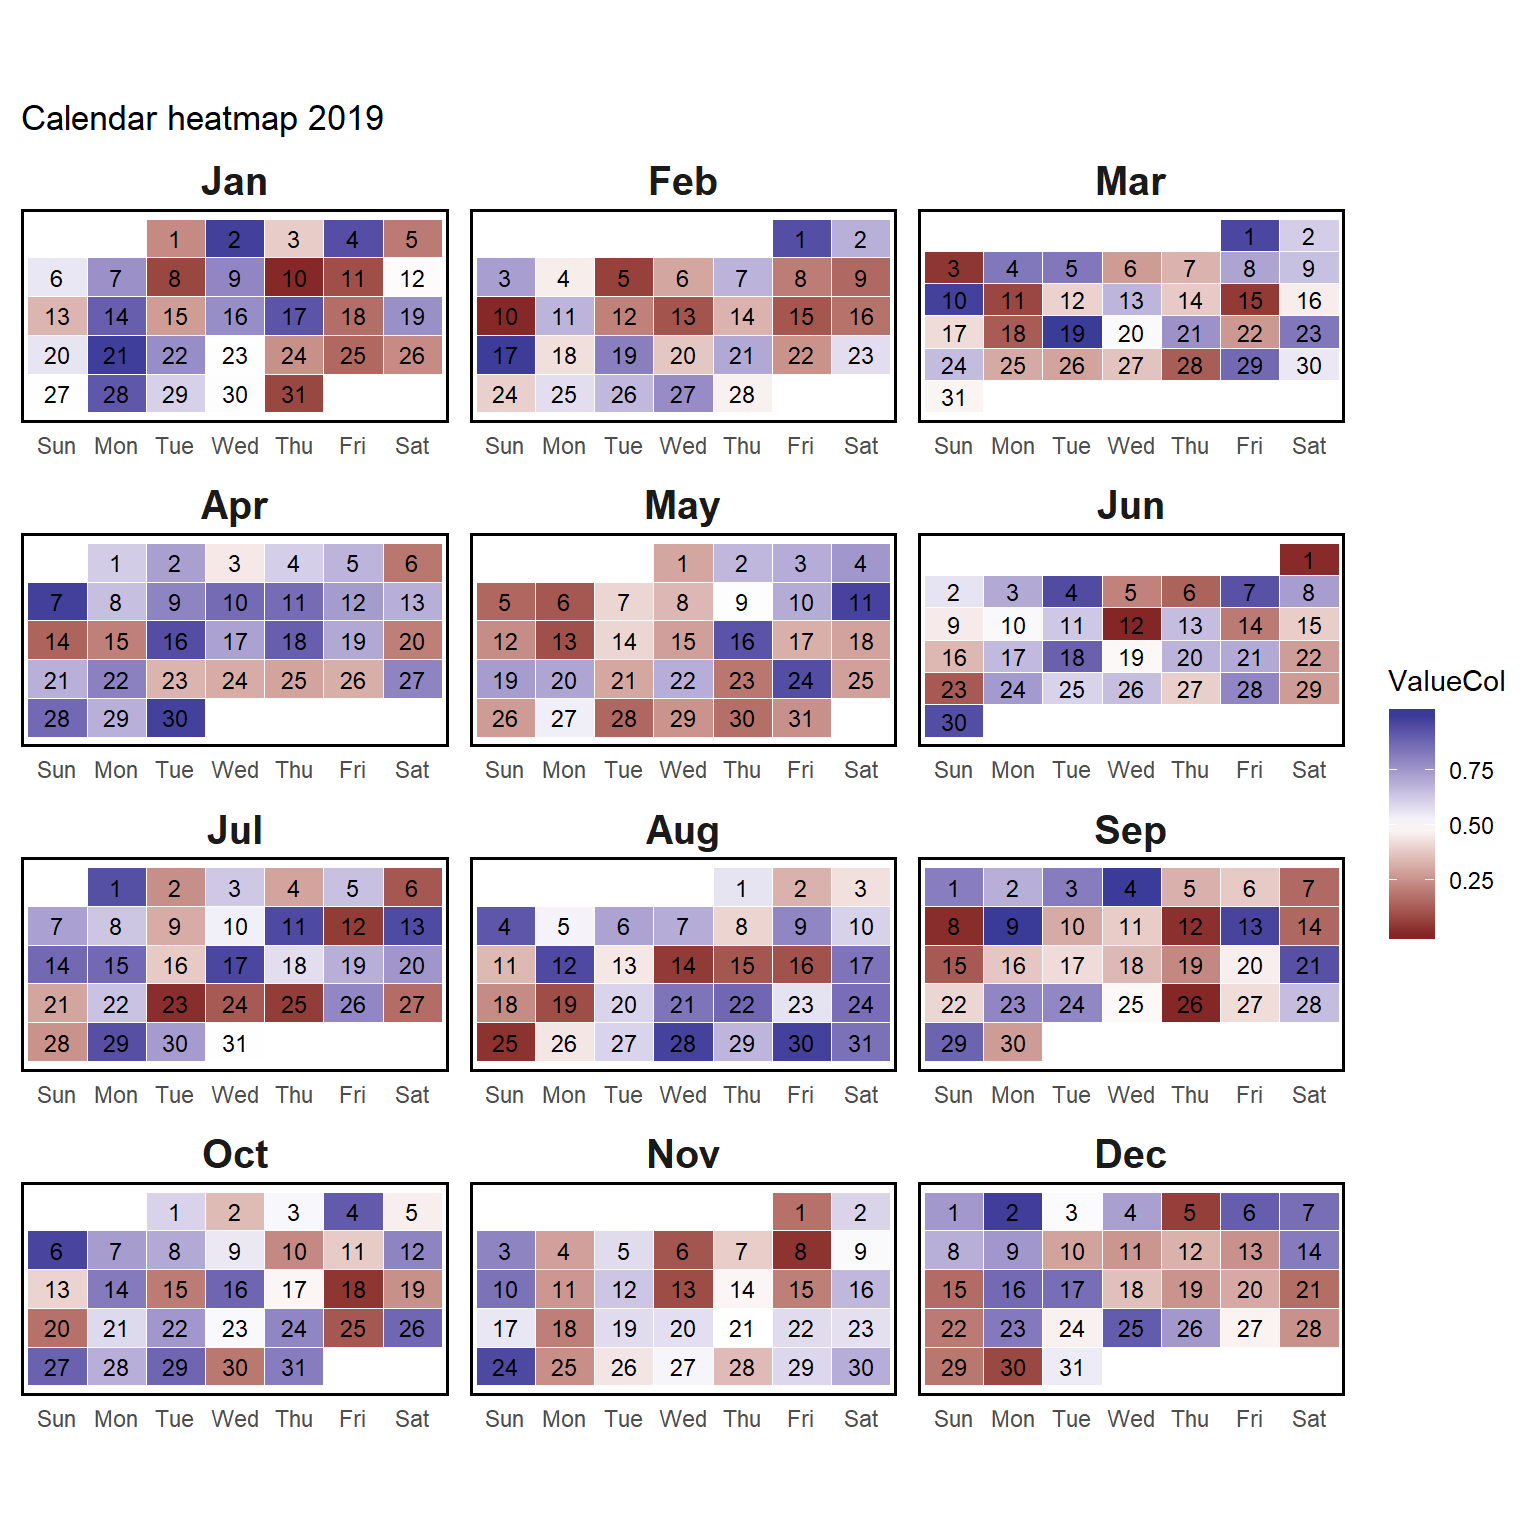 Calendar heatmap 2019
Jan Feb Mar
1 2 3 4 5 1 2 1 2
6 7 8 9 10 11 12 3 4 5 6 7 8 9 3 4 5 6 7 8 9
13 14 15 16 17 18 19 10 11 12 13 14 15 16 10 11 12 13 14 15 16
20 21 22 23 24 25 26 17 18 19 20 21 22 23 17 18 19 20 21 22 23
27 28 29 30 31 24 25 26 27 28 24 25 26 27 28 29 30
31
Sun Mon Tue Wed Thu Fri Sat Sun Mon Tue Wed Thu Fri Sat Sun Mon Tue Wed Thu Fri Sat
Apr May Jun
1 2 3 4 5 6 1 2 3 4 1
7 8 9 10 11 12 13 5 6 7 8 9 10 11 2 3 4 5 6 7 8
14 15 16 17 18 19 20 12 13 14 15 16 17 18 9 10 11 12 13 14 15
21 22 23 24 25 26 27 19 20 21 22 23 24 25 16 17 18 19 20 21 22
28 29 30 26 27 28 29 30 31 23 24 25 26 27 28 29
30
Sun Mon Tue Wed Thu Fri Sat Sun Mon Tue Wed Thu Fri Sat Sun Mon Tue Wed Thu Fri Sat
Jul Aug Sep
1 2 3 4 5 6 1 2 3 1 2 3 4 5 6 7
7 8 9 10 11 12 13 4 5 6 7 8 9 10 8 9 10 11 12 13 14
14 15 16 17 18 19 20 11 12 13 14 15 16 17 15 16 17 18 19 20 21
21 22 23 24 25 26 27 18 19 20 21 22 23 24 22 23 24 25 26 27 28
28 29 30 31 25 26 27 28 29 30 31 29 30
Sun Mon Tue Wed Thu Fri Sat Sun Mon Tue Wed Thu Fri Sat Sun Mon Tue Wed Thu Fri Sat
Oct Nov Dec
1 2 3 4 5 1 2 1 2 3 4 5 6 7
6 7 8 9 10 11 12 3 4 5 6 7 8 9 8 9 10 11 12 13 14
13 14 15 16 17 18 19 10 11 12 13 14 15 16 15 16 17 18 19 20 21
20 21 22 23 24 25 26 17 18 19 20 21 22 23 22 23 24 25 26 27 28
27 28 29 30 31 24 25 26 27 28 29 30 29 30 31
Sun Mon Tue Wed Thu Fri Sat Sun Mon Tue Wed Thu Fri Sat Sun Mon Tue Wed Thu Fri Sat
ValueCol
0.75
0.50
0.25